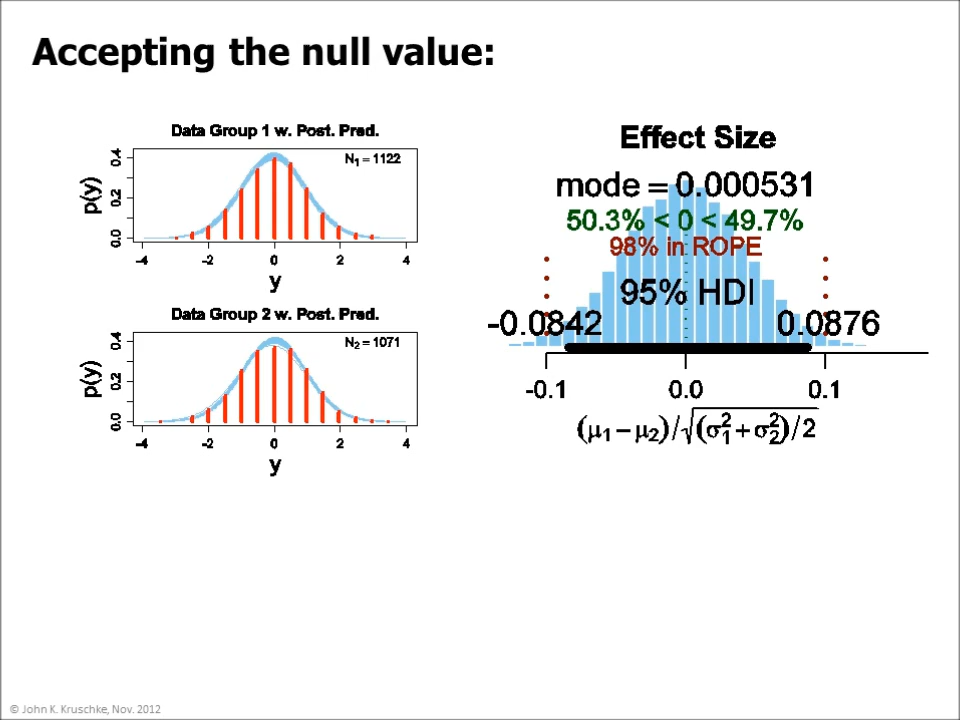 Accepting the null value:
Data Group 1 w. Post. Pred.
N1 = 1122
p(y)
0.0 0.2 0.4
-4 -2 0 2 4
y
Data Group 2 w. Post. Pred.
N2 = 1071
p(y)
0.0 0.2 0.4
-4 -2 0 2 4
y
Effect Size
mode = 0.000531
50.3% < 0 < 49.7%
98% in ROPE
95% HDI
-0.0842 0.0876
-0.1 0.0 0.1
(μ1 − μ2)/√(σ1² + σ2²)/2
© John K. Kruschke, Nov. 2012